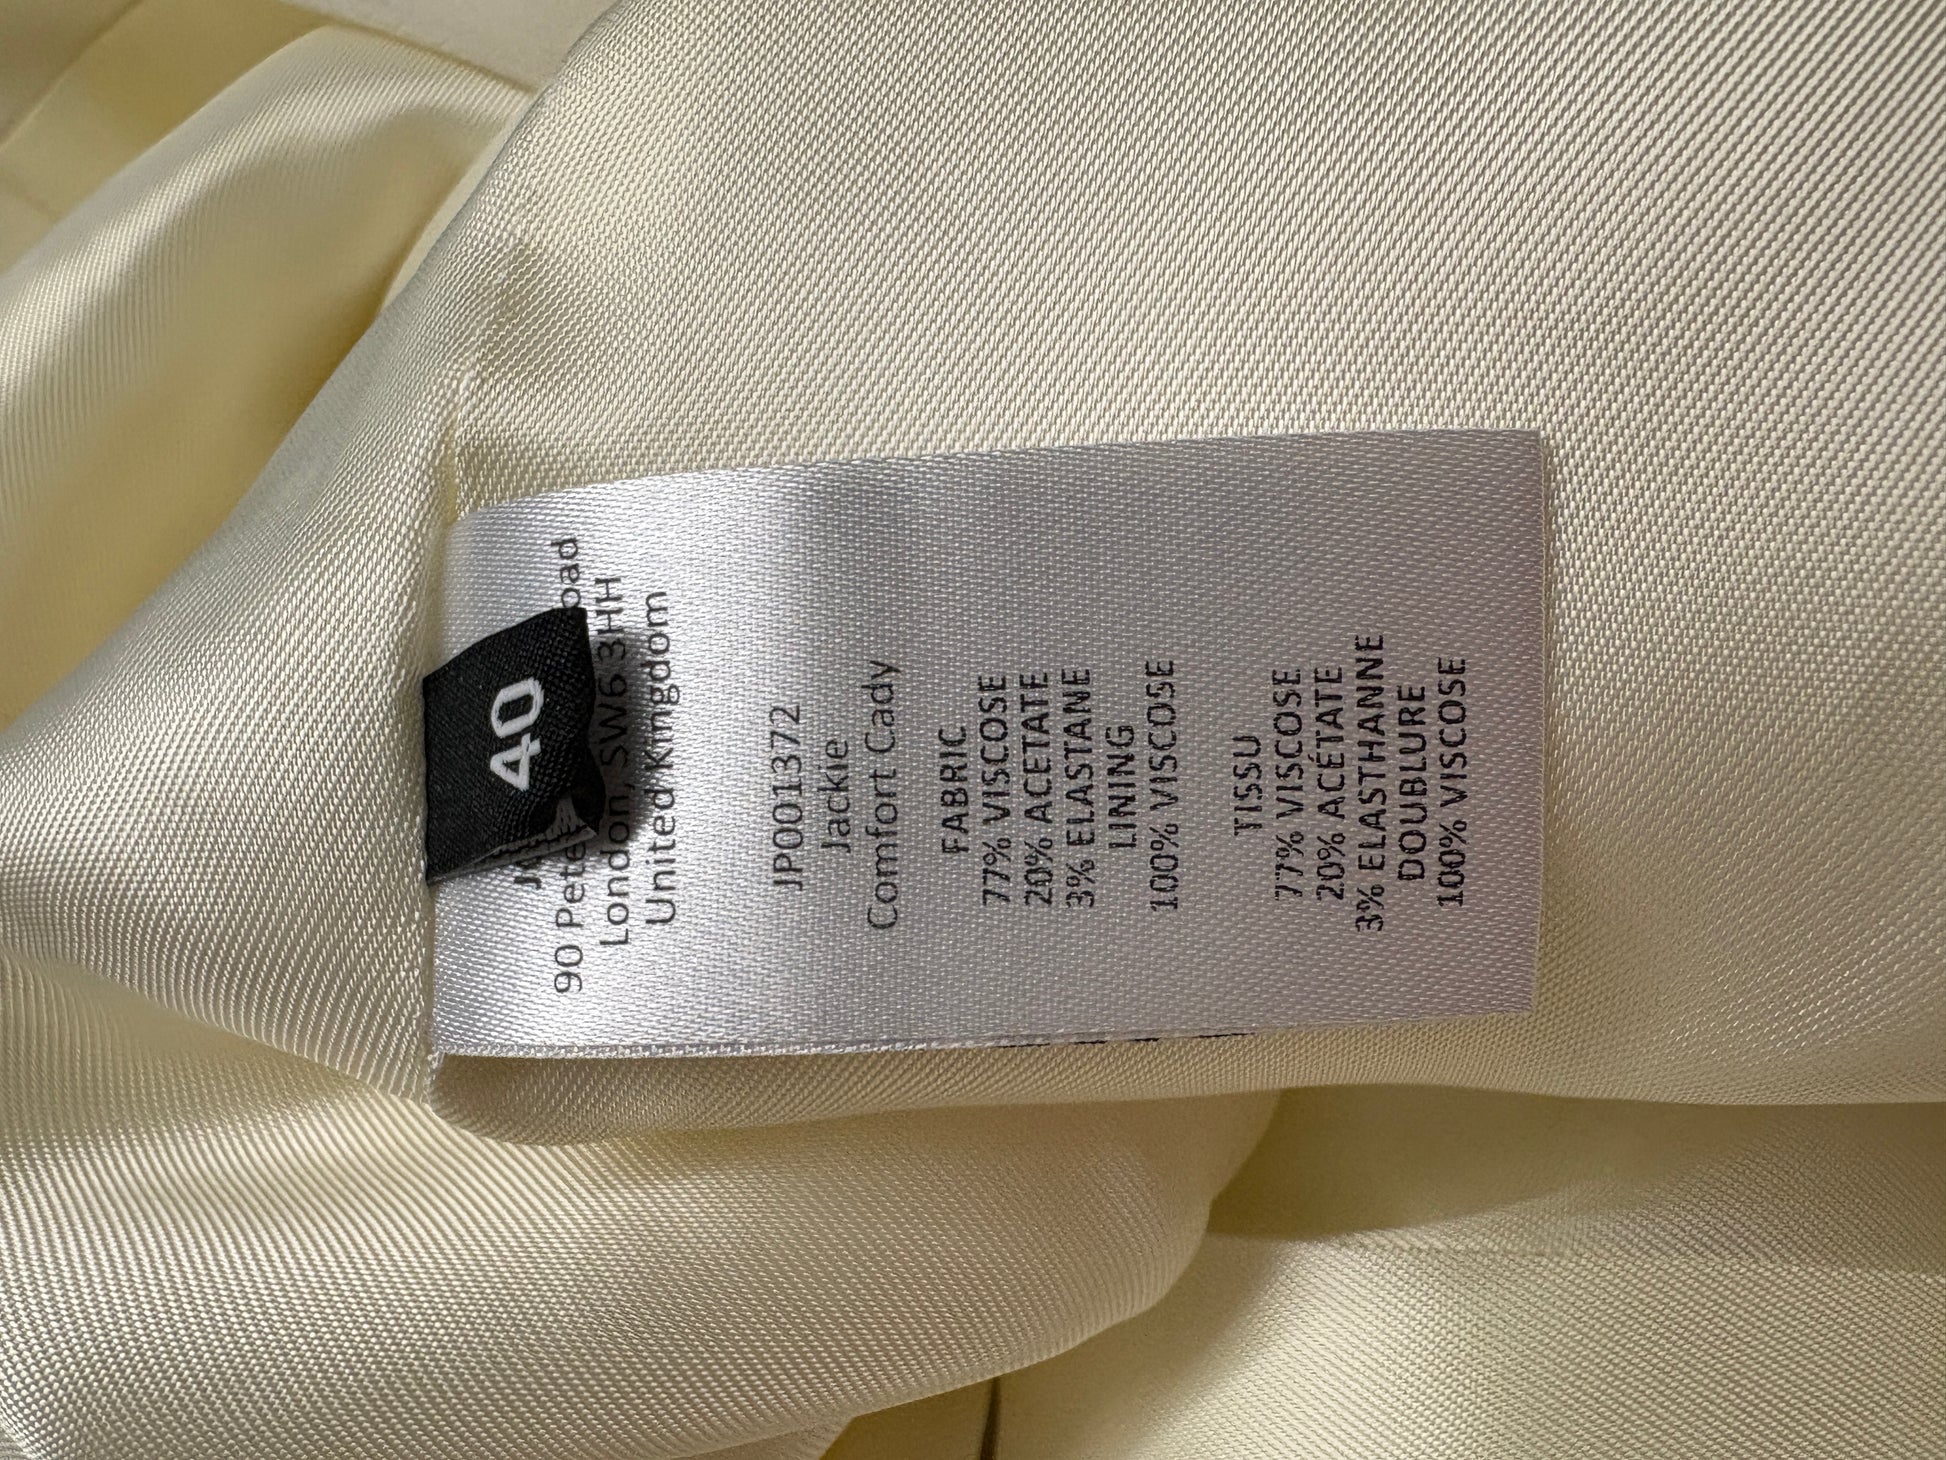 40
90 Pete oad
London, SW6 3HH
United Kingdom
JP001372
Jackie
Comfort Cady
FABRIC
77% VISCOSE
20% ACETATE
3% ELASTANE
LINING
100% VISCOSE
TISSU
77% VISCOSE
20% ACÉTATE
3% ELASTHANNE
DOUBLURE
100% VISCOSE